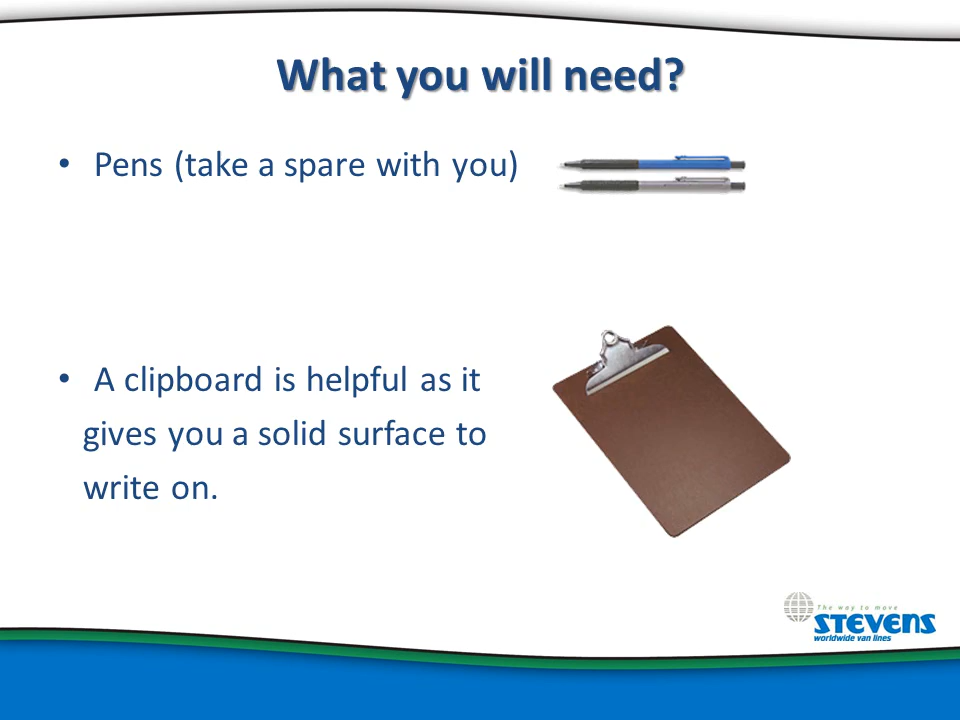 What you will need?
• Pens (take a spare with you)
• A clipboard is helpful as it
gives you a solid surface to
write on.
The way to move
STEVENS
worldwide van lines